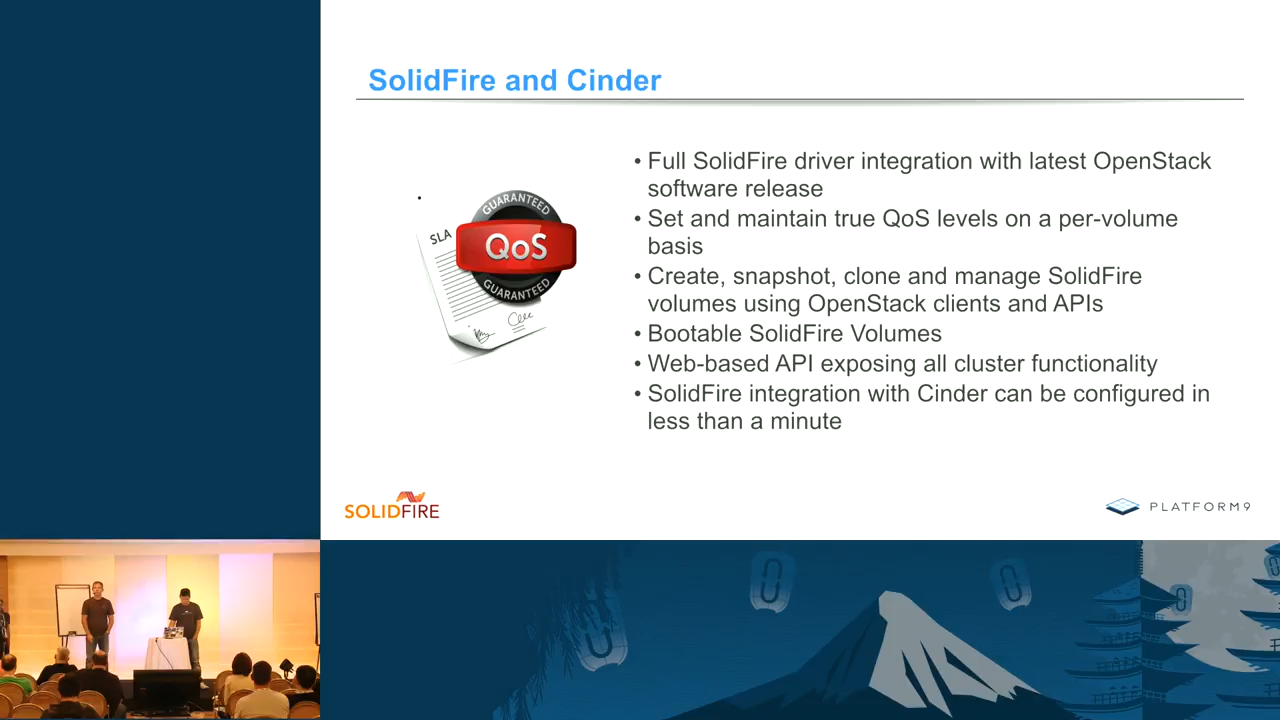 SolidFire and Cinder
• Full SolidFire driver integration with latest OpenStack
software release
• Set and maintain true QoS levels on a per-volume
basis
• Create, snapshot, clone and manage SolidFire
volumes using OpenStack clients and APIs
• Bootable SolidFire Volumes
• Web-based API exposing all cluster functionality
• SolidFire integration with Cinder can be configured in
less than a minute
•
SLA
GUARANTEED
QoS
GUARANTEED
SOLIDFIRE
PLATFORM9